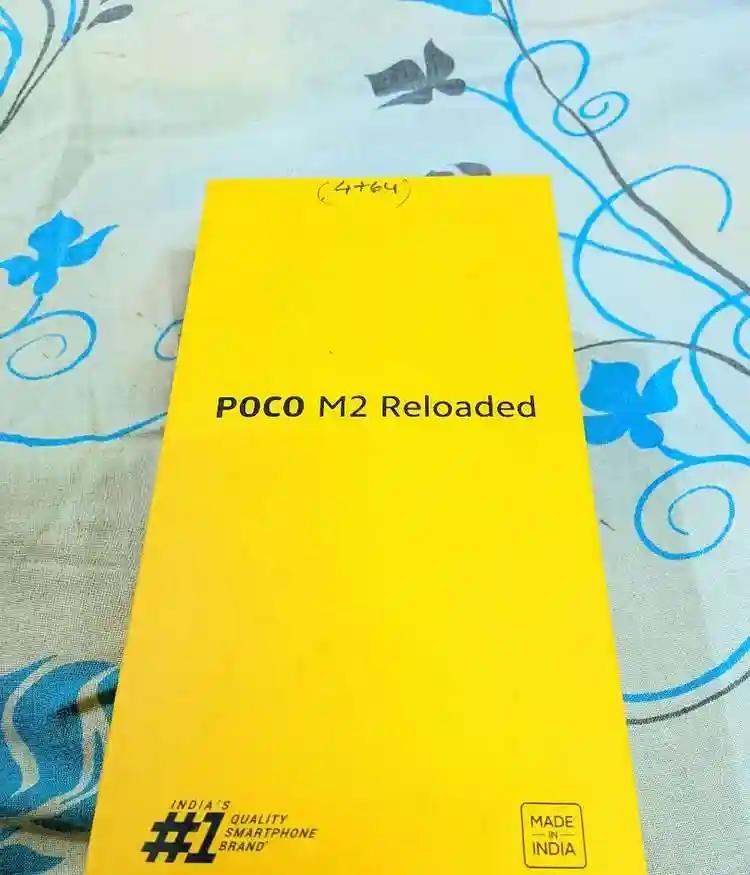 (4+64)
POCO M2 Reloaded
INDIA'S
#1 QUALITY
SMARTPHONE
BRAND*
MADE
IN
INDIA